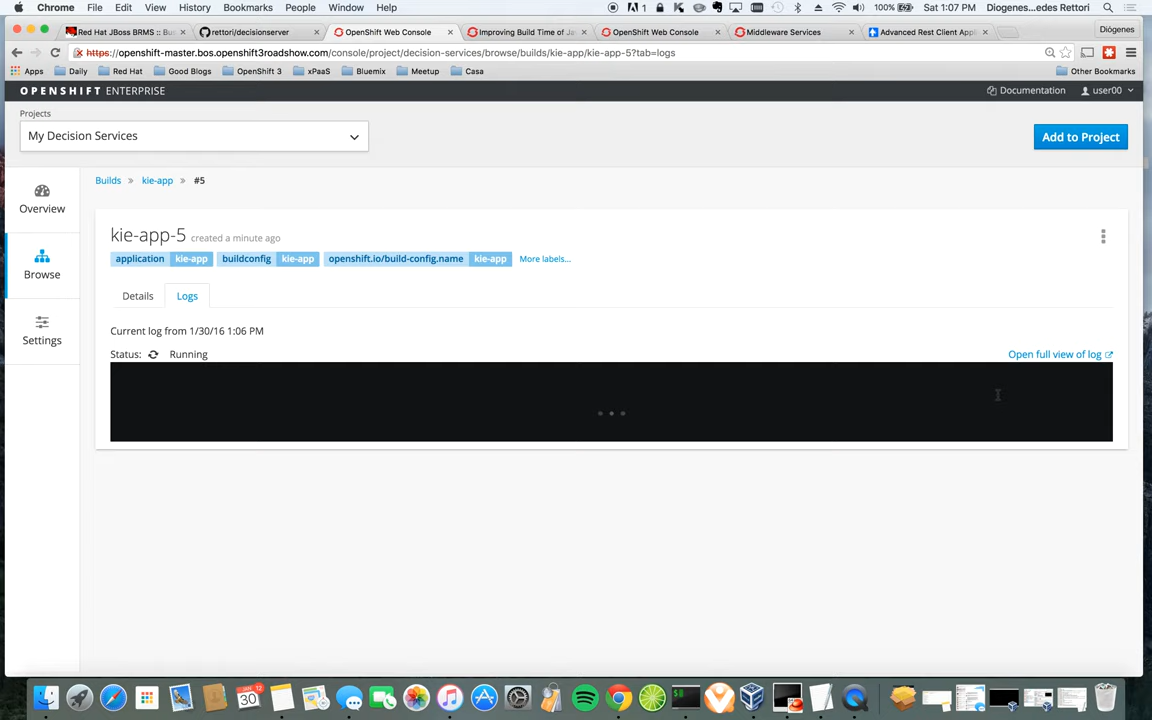 Chrome File Edit View History Bookmarks Window People Help 1 100% Sat 1:07 PM Diogenes...edes Rettori
Red Hat JBoss BRMS :: Bu
rettori/decisionserver
OpenShift Web Console
Improving Build Time of Ja
OpenShift Web Console
Middleware Services
Advanced Rest Client Appli
Diógenes
https://openshift-master.bos.openshift3roadshow.com/console/project/decision-services/browse/builds/kie-app/kie-app-5?tab=logs
Apps Daily Red Hat Good Blogs OpenShift 3 xPaaS Bluemix Meetup Casa Other Bookmarks
OPENSHIFT ENTERPRISE Documentation user00
Projects
My Decision Services
Add to Project
Builds » kie-app » #5
Overview
kie-app-5 created a minute ago
application kie-app buildconfig kie-app openshift.io/build-config.name kie-app More labels...
Browse
Details Logs
Current log from 1/30/16 1:06 PM
Settings
Status: Running Open full view of log
JAN
30